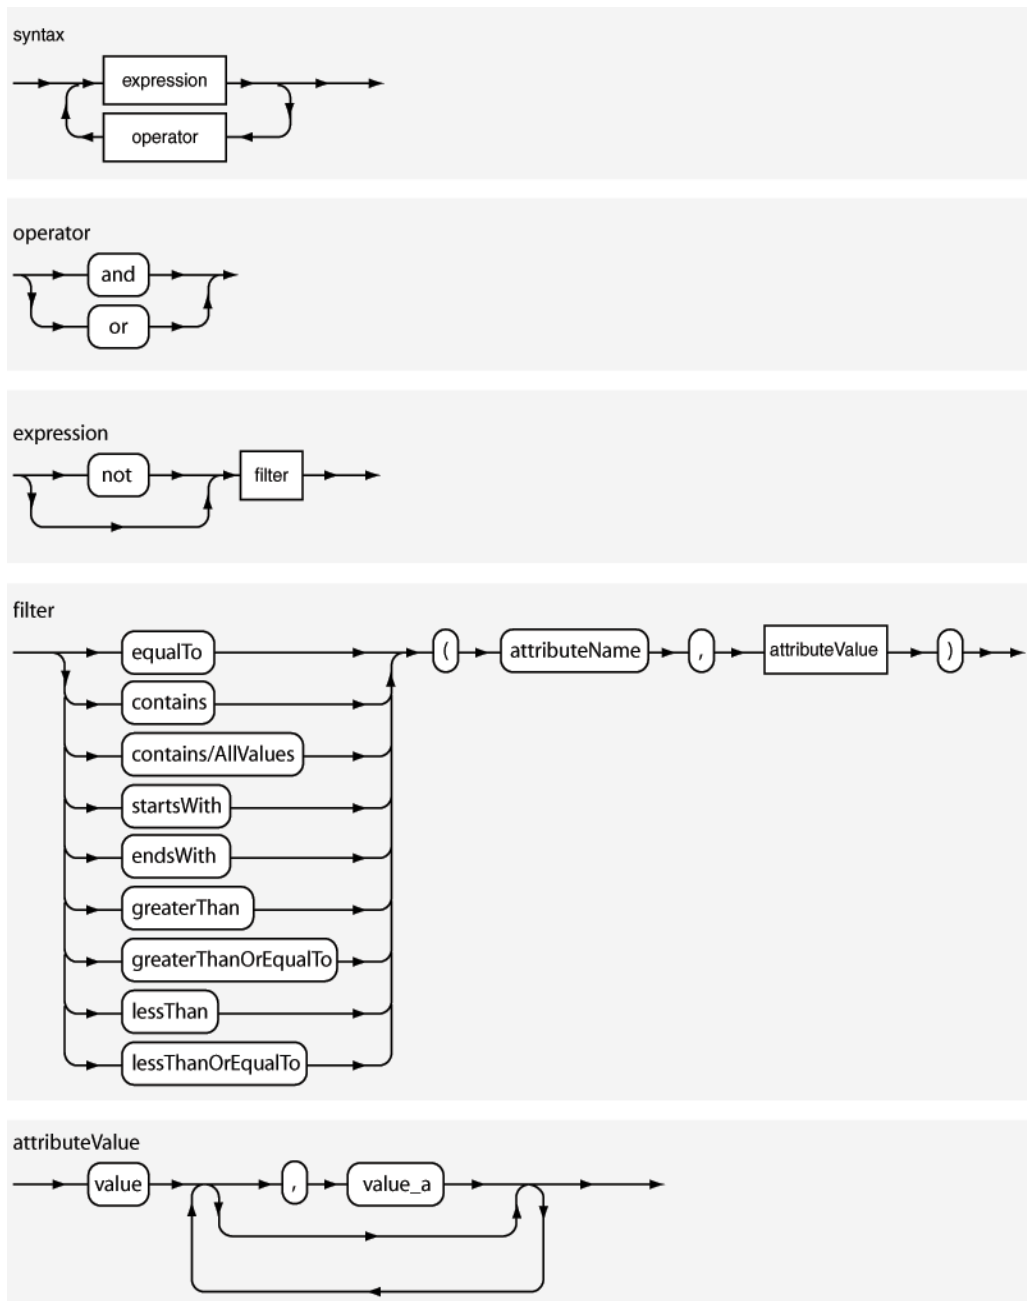 syntax
expression
operator
operator
and
or
expression
not
filter
filter
equalTo
(
attributeName
,
attributeValue
)
contains
contains/AllValues
startsWith
endsWith
greaterThan
greaterThanOrEqualTo
lessThan
lessThanOrEqualTo
attributeValue
value
,
value_a